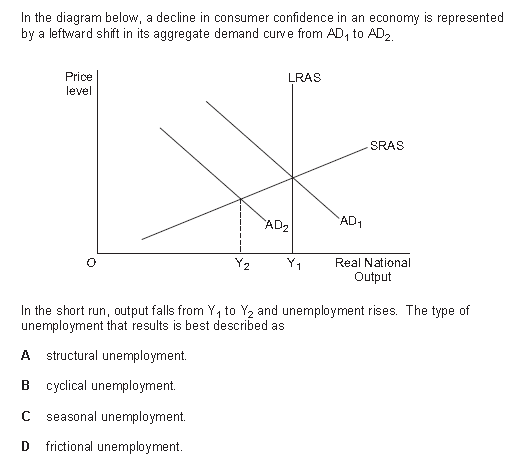 In the diagram below, a decline in consumer confidence in an economy is represented
by a leftward shift in its aggregate demand curve from AD₁ to AD₂.
Price
level
LRAS
SRAS
AD₂
AD₁
O
Y₂
Y₁
Real National
Output
In the short run, output falls from Y₁ to Y₂ and unemployment rises. The type of
unemployment that results is best described as
A structural unemployment.
B cyclical unemployment.
C seasonal unemployment.
D frictional unemployment.